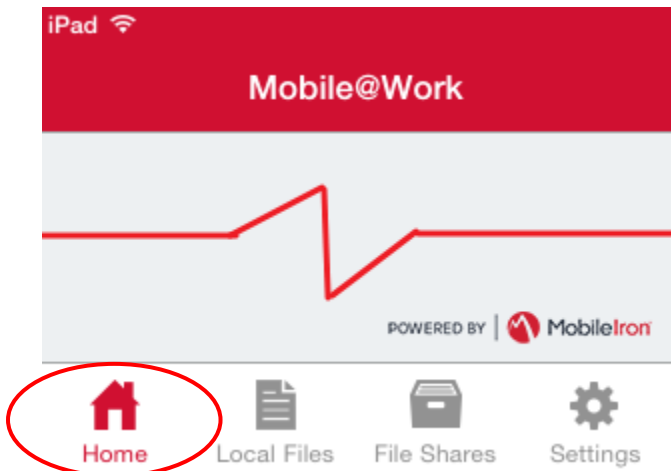 iPad
Mobile@Work
POWERED BY | MobileIron
Home Local Files File Shares Settings